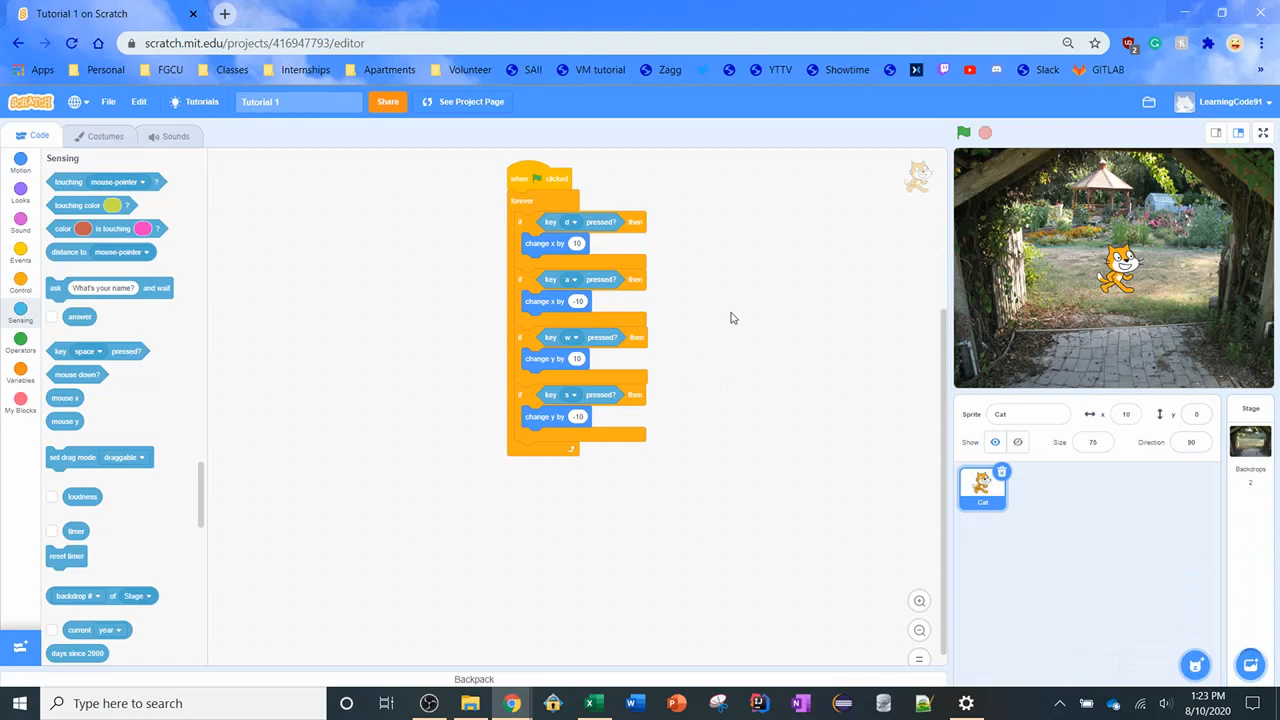 Tutorial 1 on Scratch
scratch.mit.edu/projects/416947793/editor
2
Apps Personal FGCU Classes Internships Apartments Volunteer SAII VM tutorial Zagg YTTV Showtime Slack GITLAB »
SCRATCH File Edit Tutorials Tutorial 1 Share See Project Page LearningCode91
Code Costumes Sounds
Motion
Looks
Sound
Events
Control
Sensing
Operators
Variables
My Blocks
Sensing
touching mouse-pointer ?
touching color ?
color is touching ?
distance to mouse-pointer
ask What's your name? and wait
answer
key space pressed?
mouse down?
mouse x
mouse y
set drag mode draggable
loudness
timer
reset timer
backdrop # of Stage
current year
days since 2000
when clicked
forever
if key d pressed? then
change x by 10
if key a pressed? then
change x by -10
if key w pressed? then
change y by 10
if key s pressed? then
change y by -10
Sprite Cat x 10 y 0
Show Size 75 Direction 90
Cat
Stage
Backdrops
2
Backpack
Type here to search
1:23 PM
8/10/2020